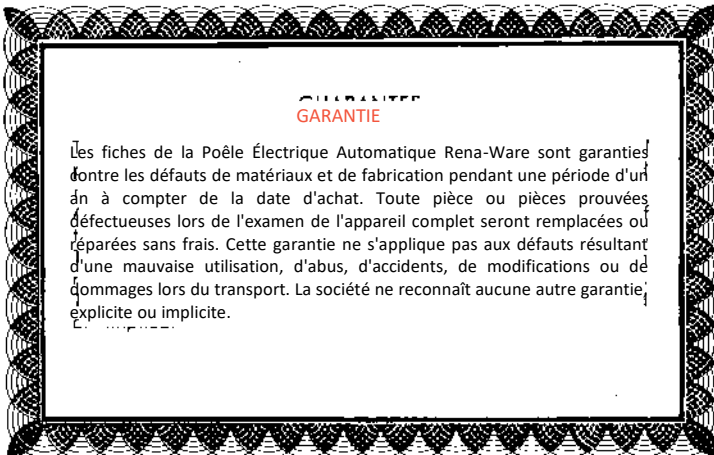 GARANTIE
Les fiches de la Poêle Électrique Automatique Rena-Ware sont garanties
contre les défauts de matériaux et de fabrication pendant une période d'un
an à compter de la date d'achat. Toute pièce ou pièces prouvées
défectueuses lors de l'examen de l'appareil complet seront remplacées ou
réparées sans frais. Cette garantie ne s'applique pas aux défauts résultant
d'une mauvaise utilisation, d'abus, d'accidents, de modifications ou de
dommages lors du transport. La société ne reconnaît aucune autre garantie,
explicite ou implicite.